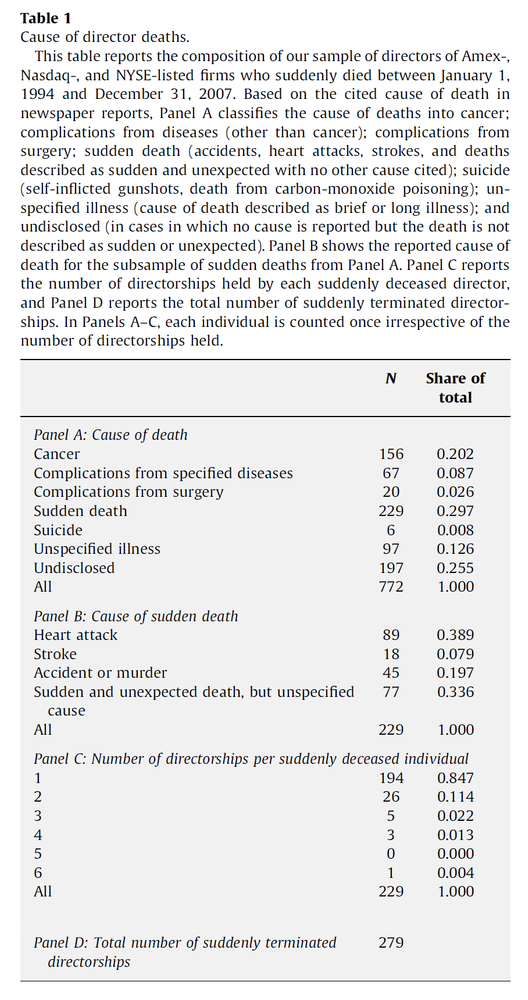 Table 1
Cause of director deaths.
This table reports the composition of our sample of directors of Amex-,
Nasdaq-, and NYSE-listed firms who suddenly died between January 1,
1994 and December 31, 2007. Based on the cited cause of death in
newspaper reports, Panel A classifies the cause of deaths into cancer;
complications from diseases (other than cancer); complications from
surgery; sudden death (accidents, heart attacks, strokes, and deaths
described as sudden and unexpected with no other cause cited); suicide
(self-inflicted gunshots, death from carbon-monoxide poisoning); un-
specified illness (cause of death described as brief or long illness); and
undisclosed (in cases in which no cause is reported but the death is not
described as sudden or unexpected). Panel B shows the reported cause of
death for the subsample of sudden deaths from Panel A. Panel C reports
the number of directorships held by each suddenly deceased director,
and Panel D reports the total number of suddenly terminated director-
ships. In Panels A–C, each individual is counted once irrespective of the
number of directorships held.
N Share of
total
Panel A: Cause of death
Cancer 156 0.202
Complications from specified diseases 67 0.087
Complications from surgery 20 0.026
Sudden death 229 0.297
Suicide 6 0.008
Unspecified illness 97 0.126
Undisclosed 197 0.255
All 772 1.000
Panel B: Cause of sudden death
Heart attack 89 0.389
Stroke 18 0.079
Accident or murder 45 0.197
Sudden and unexpected death, but unspecified 77 0.336
cause
All 229 1.000
Panel C: Number of directorships per suddenly deceased individual
1 194 0.847
2 26 0.114
3 5 0.022
4 3 0.013
5 0 0.000
6 1 0.004
All 229 1.000
Panel D: Total number of suddenly terminated 279
directorships